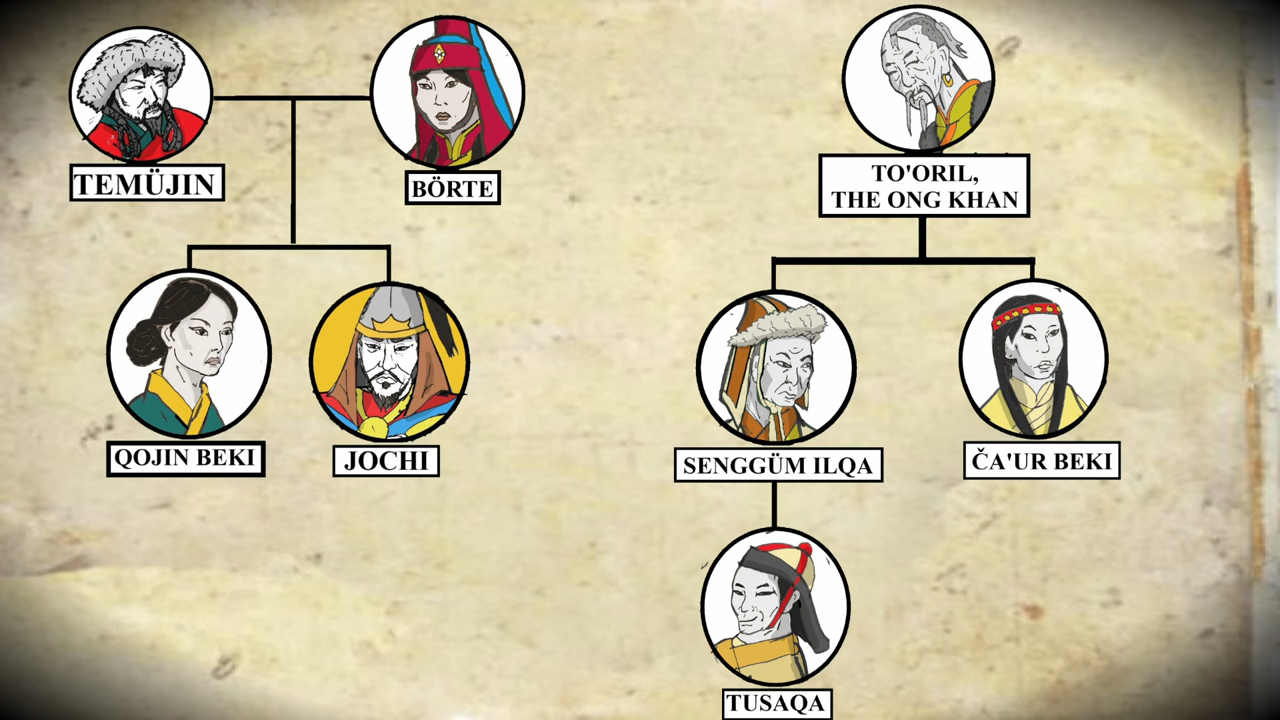 TEMÜJIN
BÖRTE
TO'ORIL,
THE ONG KHAN
QOJIN BEKI
JOCHI
SENGGÜM ILQA
ČA'UR BEKI
TUSAQA